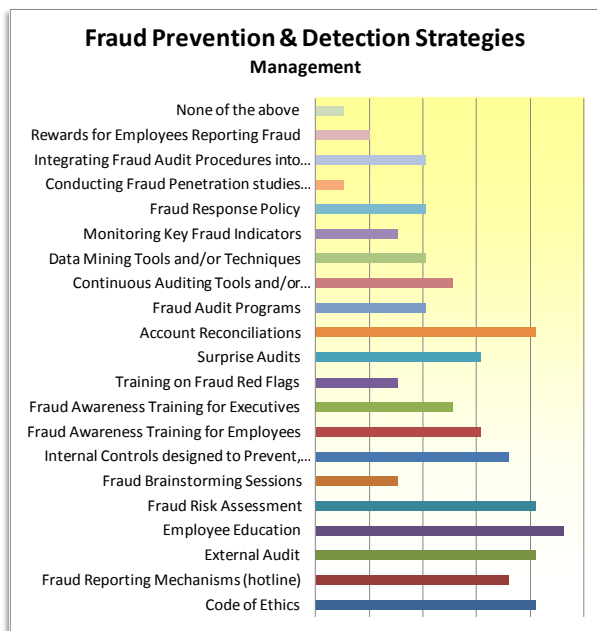 Fraud Prevention & Detection Strategies
Management
None of the above
Rewards for Employees Reporting Fraud
Integrating Fraud Audit Procedures into...
Conducting Fraud Penetration studies...
Fraud Response Policy
Monitoring Key Fraud Indicators
Data Mining Tools and/or Techniques
Continuous Auditing Tools and/or...
Fraud Audit Programs
Account Reconciliations
Surprise Audits
Training on Fraud Red Flags
Fraud Awareness Training for Executives
Fraud Awareness Training for Employees
Internal Controls designed to Prevent,...
Fraud Brainstorming Sessions
Fraud Risk Assessment
Employee Education
External Audit
Fraud Reporting Mechanisms (hotline)
Code of Ethics